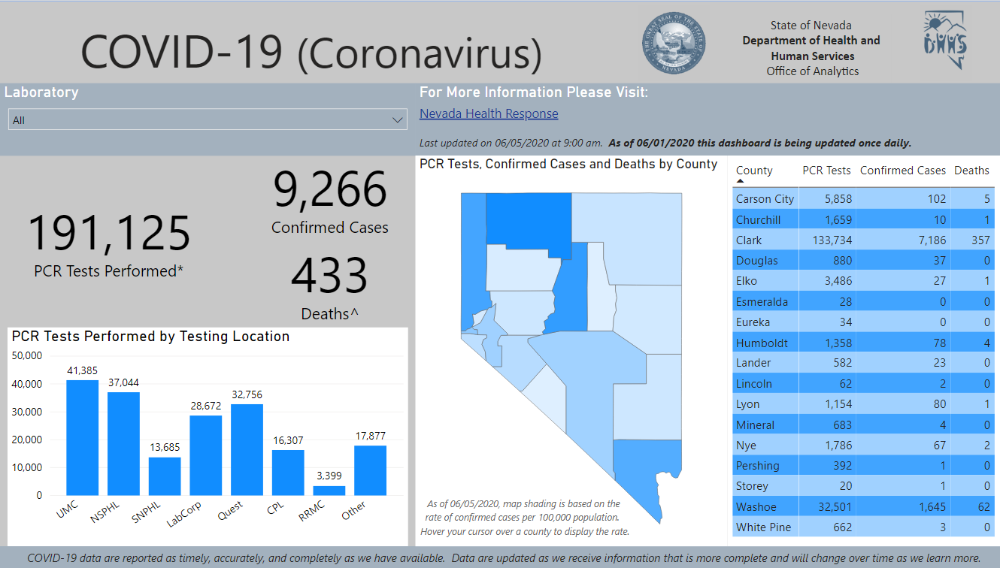 COVID-19 (Coronavirus)
State of Nevada
Department of Health and
Human Services
Office of Analytics
THE GREAT SEAL OF THE STATE OF NEVADA
DHHS
Laboratory
All
For More Information Please Visit:
Nevada Health Response
Last updated on 06/05/2020 at 9:00 am. As of 06/01/2020 this dashboard is being updated once daily.
191,125
PCR Tests Performed*
9,266
Confirmed Cases
433
Deaths^
PCR Tests Performed by Testing Location
50,000
40,000
30,000
20,000
10,000
0
41,385
37,044
13,685
28,672
32,756
16,307
3,399
17,877
UMC
NSPHL
SNPHL
LabCorp
Quest
CPL
RRMC
Other
PCR Tests, Confirmed Cases and Deaths by County
As of 06/05/2020, map shading is based on the
rate of confirmed cases per 100,000 population.
Hover your cursor over a county to display the rate.
County PCR Tests Confirmed Cases Deaths
Carson City 5,858 102 5
Churchill 1,659 10 1
Clark 133,734 7,186 357
Douglas 880 37 0
Elko 3,486 27 1
Esmeralda 28 0 0
Eureka 34 0 0
Humboldt 1,358 78 4
Lander 582 23 0
Lincoln 62 2 0
Lyon 1,154 80 1
Mineral 683 4 0
Nye 1,786 67 2
Pershing 392 1 0
Storey 20 1 0
Washoe 32,501 1,645 62
White Pine 662 3 0
COVID-19 data are reported as timely, accurately, and completely as we have available. Data are updated as we receive information that is more complete and will change over time as we learn more.